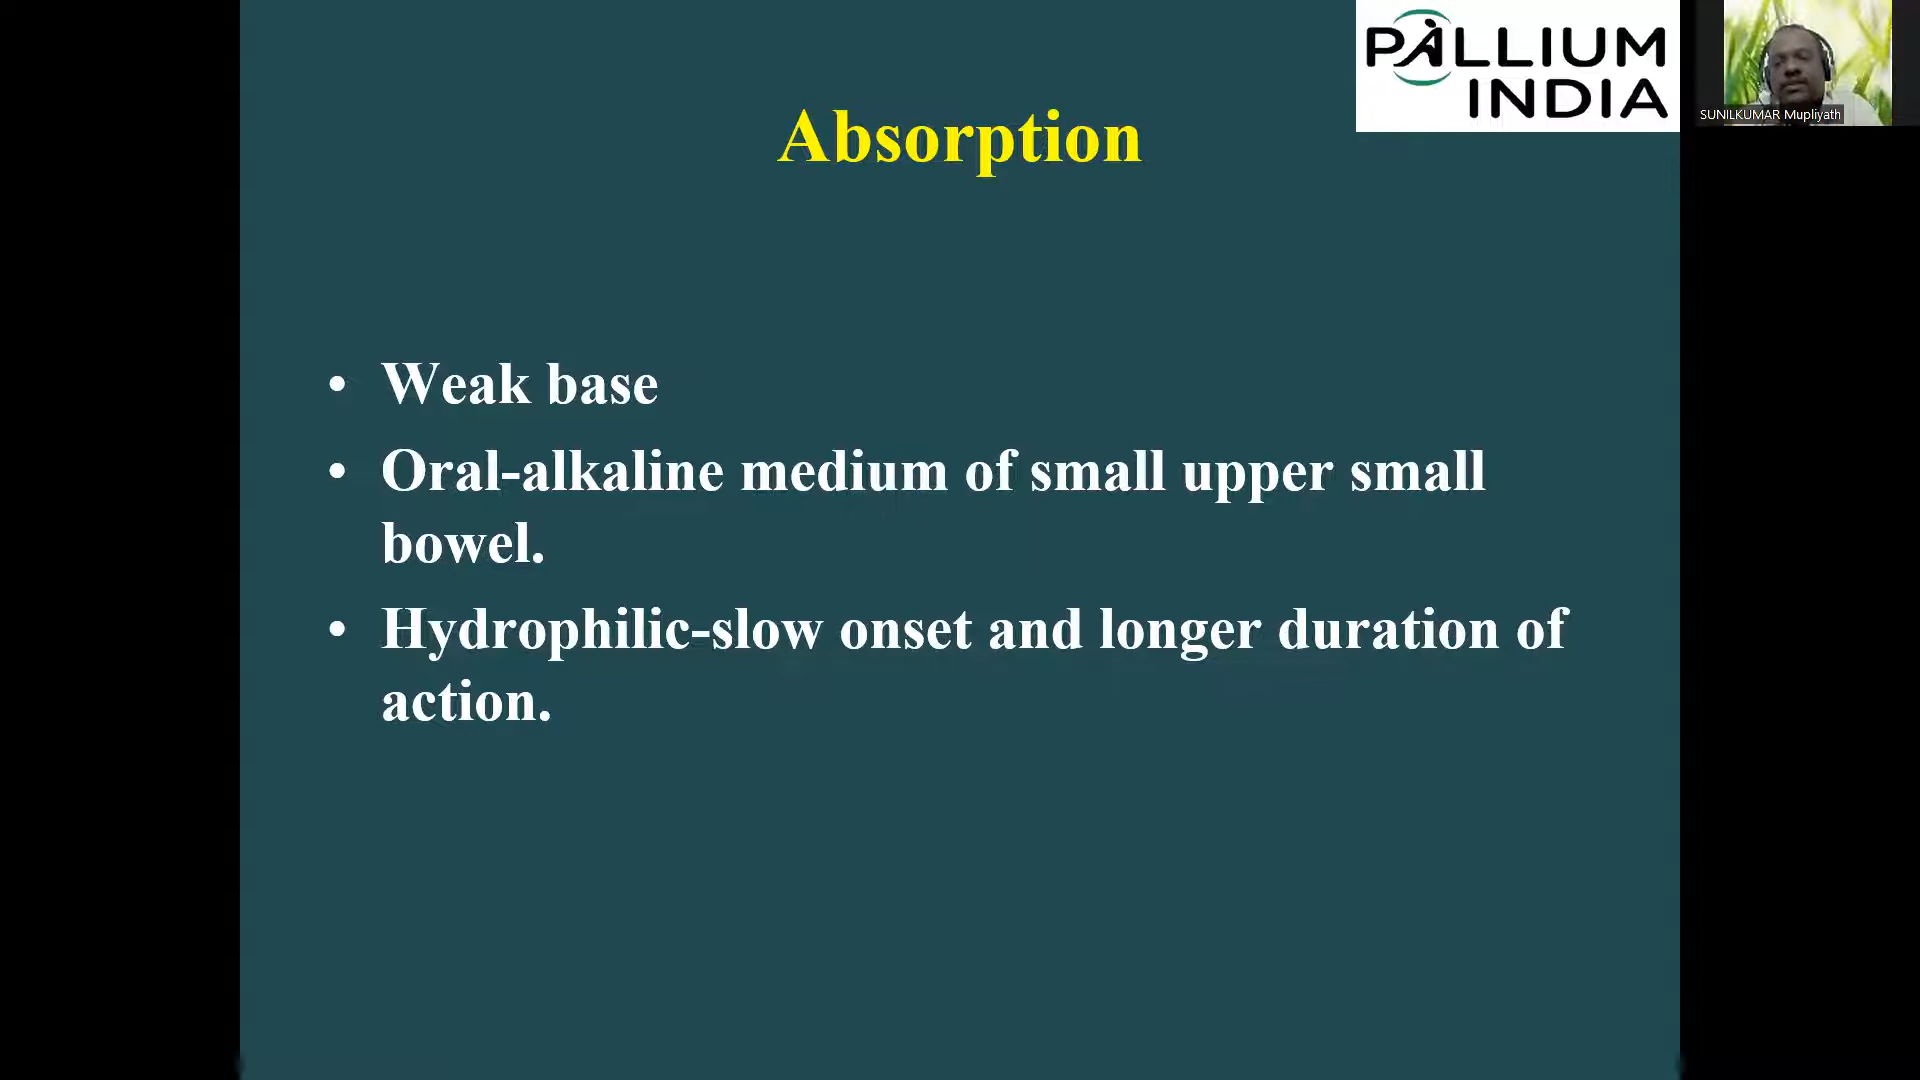 PALLIUM
INDIA
SUNILKUMAR Mupliyath
Absorption
• Weak base
• Oral-alkaline medium of small upper small
bowel.
• Hydrophilic-slow onset and longer duration of
action.